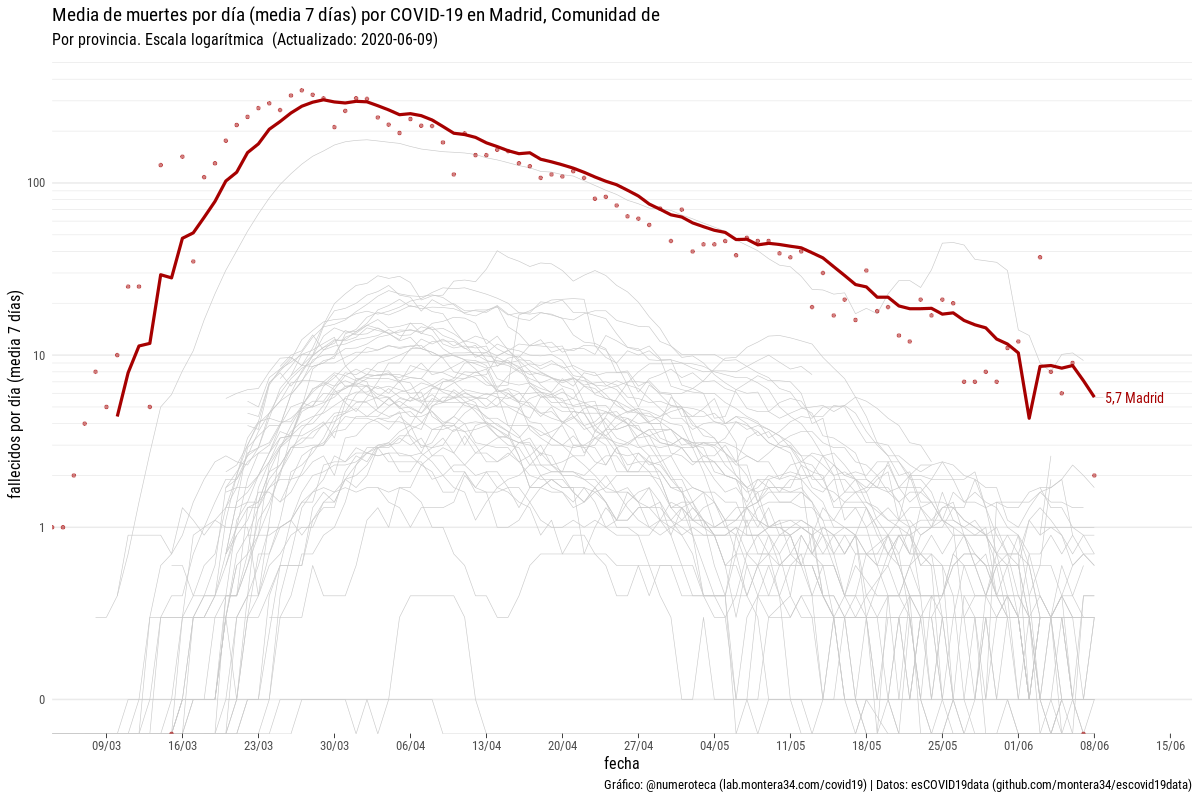 Media de muertes por día (media 7 días) por COVID-19 en Madrid, Comunidad de
Por provincia. Escala logarítmica  (Actualizado: 2020-06-09)
fallecidos por día (media 7 días)
100
10
1
0
5,7 Madrid
09/03 16/03 23/03 30/03 06/04 13/04 20/04 27/04 04/05 11/05 18/05 25/05 01/06 08/06 15/06
fecha
Gráfico: @numeroteca (lab.montera34.com/covid19) | Datos: esCOVID19data (github.com/montera34/escovid19data)